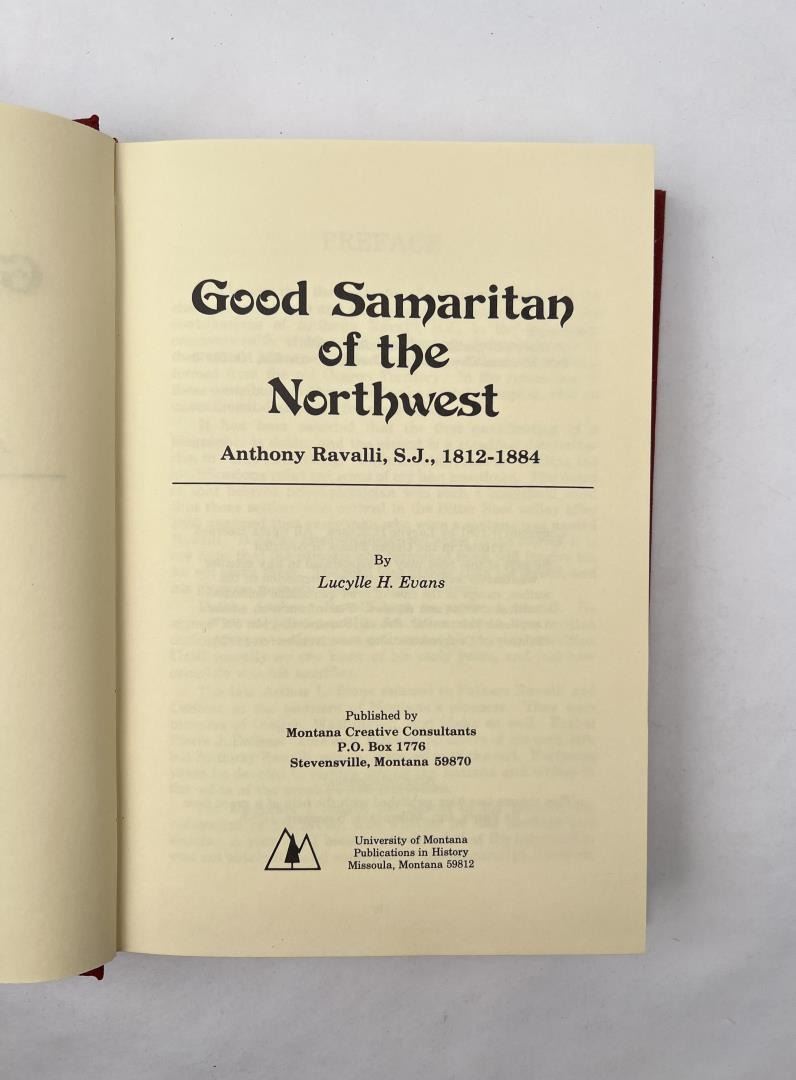 Good Samaritan
of the
Northwest
Anthony Ravalli, S.J., 1812-1884
By
Lucylle H. Evans
Published by
Montana Creative Consultants
P.O. Box 1776
Stevensville, Montana 59870
University of Montana
Publications in History
Missoula, Montana 59812